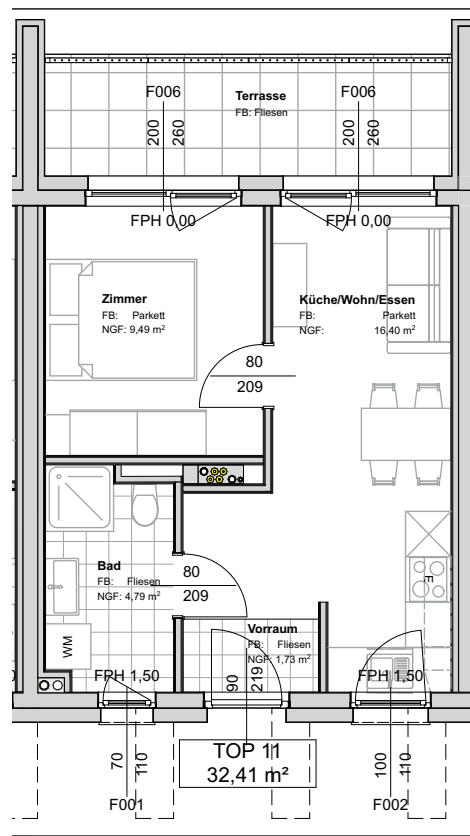 F006
F006
Terrasse
FB: Fliesen
200
260
200
260
FPH 0,00
FPH 0,00
Zimmer
FB: Parkett
NGF: 9,49 m²
Küche/Wohn/Essen
FB: Parkett
NGF: 16,40 m²
80
209
Bad
FB: Fliesen
NGF: 4,79 m²
80
209
F
WM
Vorraum
FB: Fliesen
NGF: 1,73 m²
FPH 1,50
FPH 1,50
90
219
70
110
100
110
TOP 11
32,41 m²
F001
F002